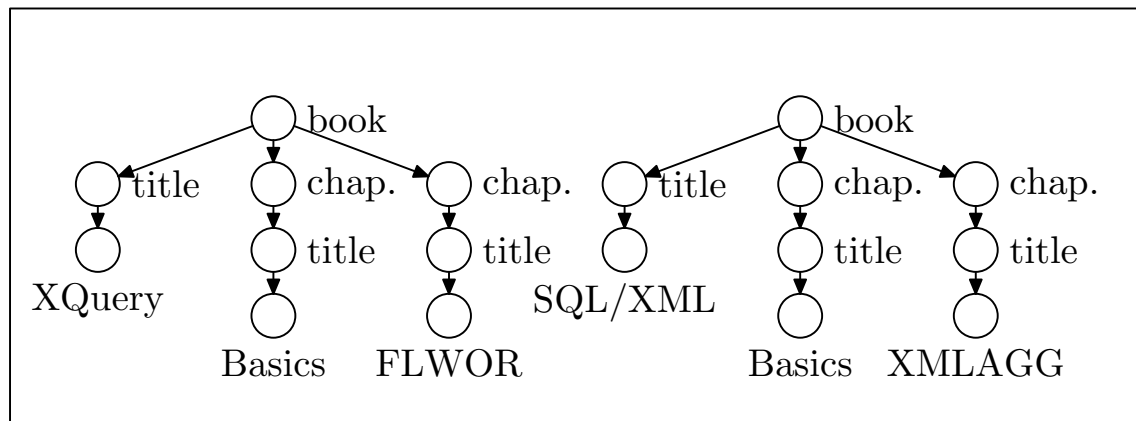 book book
title chap. chap. title chap. chap.
title title title title
XQuery SQL/XML
Basics FLWOR Basics XMLAGG